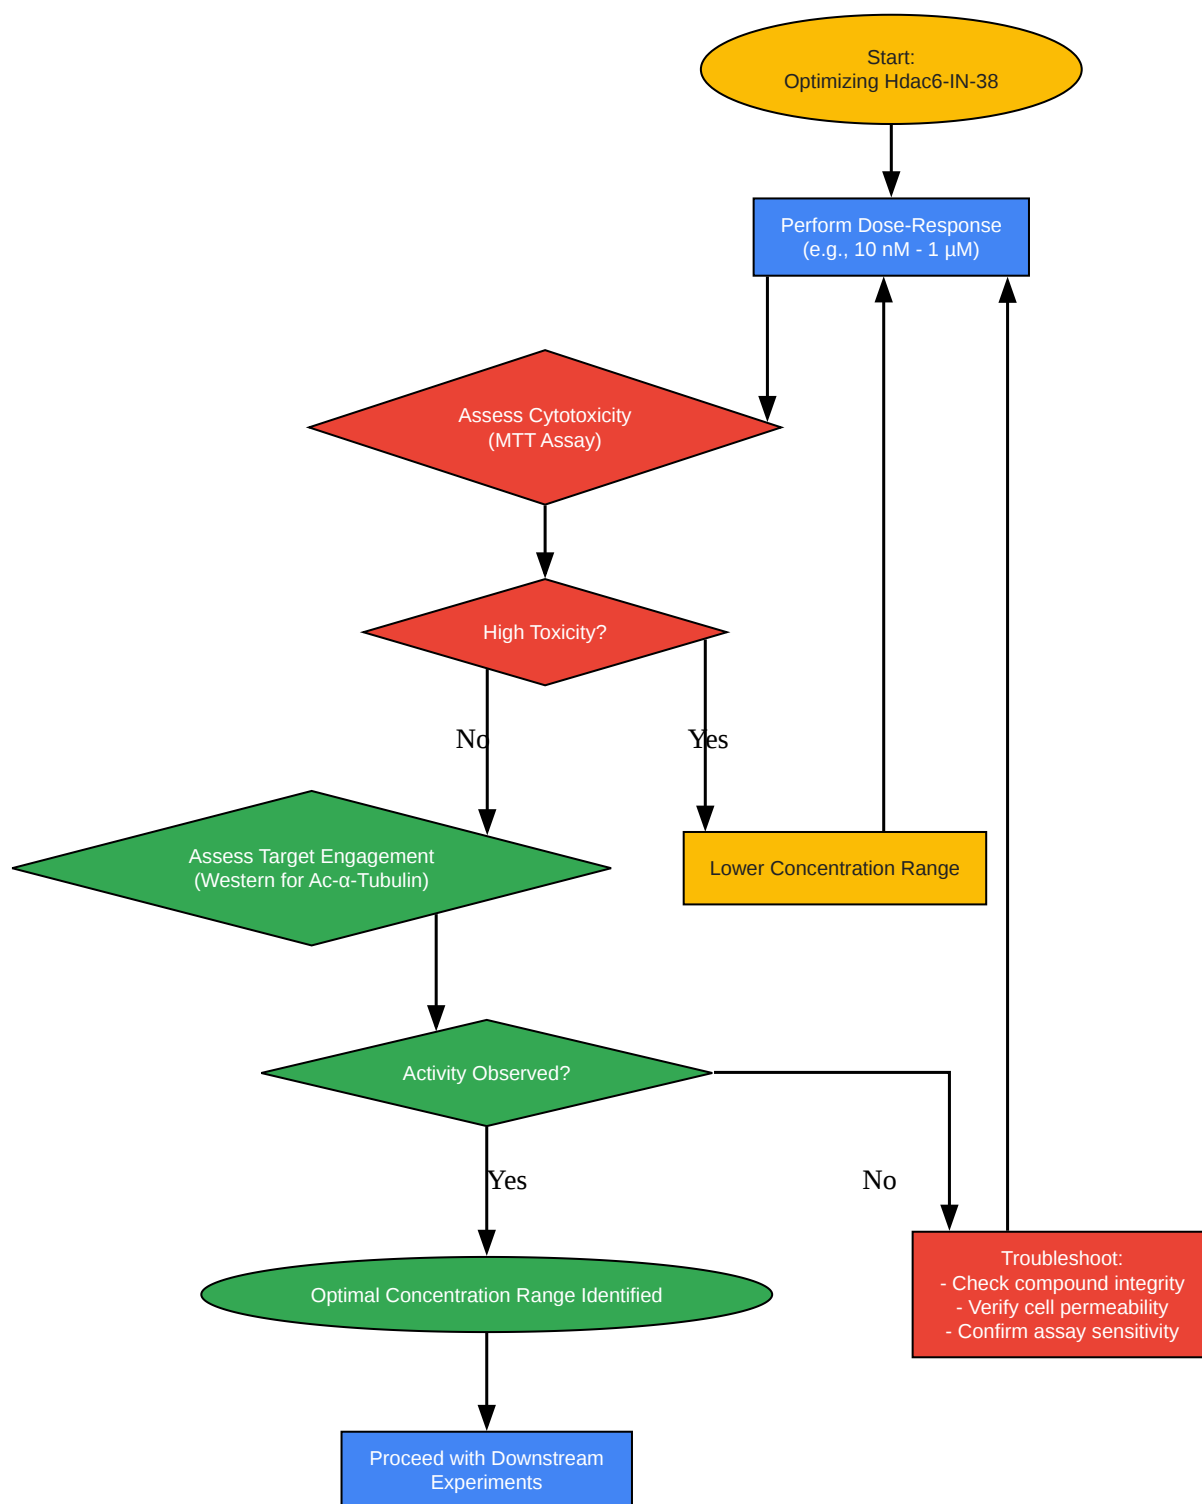 Start:
Optimizing Hdac6-IN-38
Perform Dose-Response
(e.g., 10 nM - 1 µM)
Assess Cytotoxicity
(MTT Assay)
High Toxicity?
No
Yes
Assess Target Engagement
(Western for Ac-α-Tubulin)
Lower Concentration Range
Activity Observed?
Yes
No
Troubleshoot:
- Check compound integrity
- Verify cell permeability
- Confirm assay sensitivity
Optimal Concentration Range Identified
Proceed with Downstream
Experiments